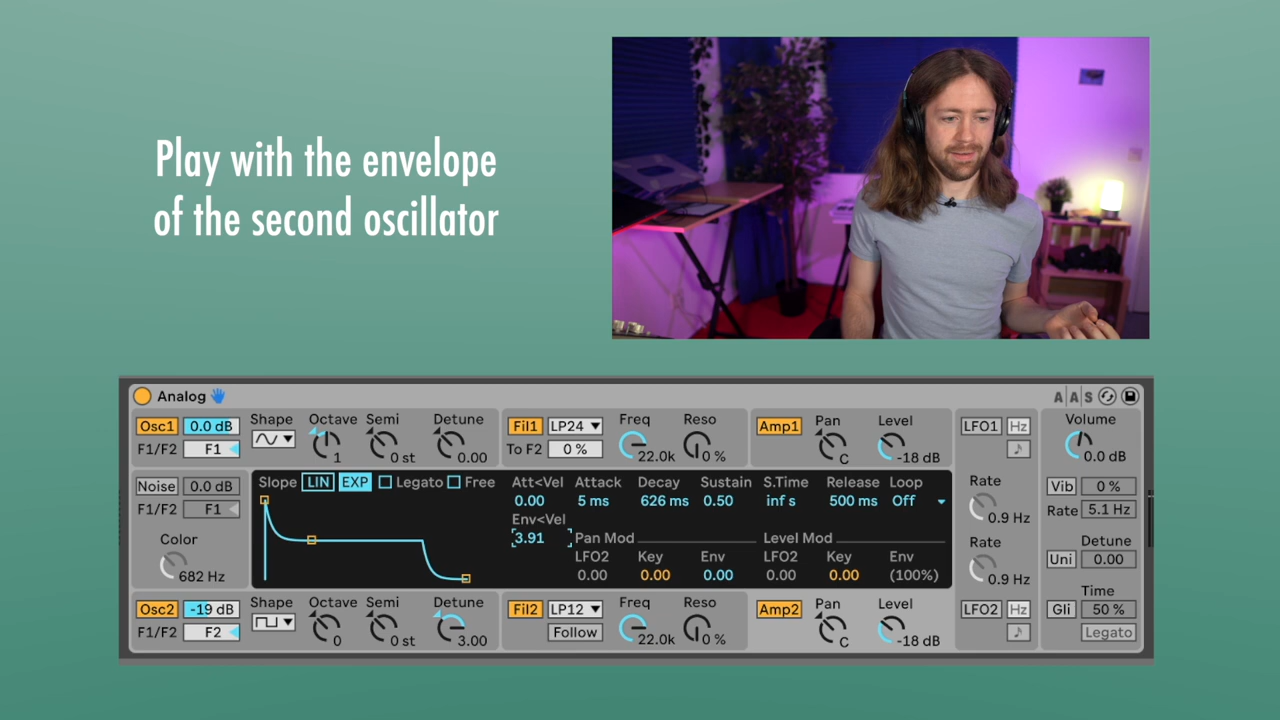 Play with the envelope
of the second oscillator
Analog A A S
Osc1 0.0 dB Shape Octave Semi Detune Fil1 LP24 Freq Reso Amp1 Pan Level LFO1 Hz Volume
F1/F2 F1 1 0 st 0.00 To F2 0 % 22.0k 0 % C -18 dB 0.0 dB
Noise 0.0 dB Slope LIN EXP Legato Free Att<Vel Attack Decay Sustain S.Time Release Loop Rate Vib 0 %
F1/F2 F1 0.00 5 ms 626 ms 0.50 inf s 500 ms Off 0.9 Hz Rate 5.1 Hz
Color Env<Vel Rate Detune
682 Hz 3.91 Pan Mod Level Mod 0.9 Hz Uni 0.00
LFO2 Key Env LFO2 Key Env
0.00 0.00 0.00 0.00 0.00 (100%)
Osc2 -19 dB Shape Octave Semi Detune Fil2 LP12 Freq Reso Amp2 Pan Level LFO2 Hz Time
Gli 50 %
F1/F2 F2 0 0 st 3.00 Follow 22.0k 0 % C -18 dB Legato